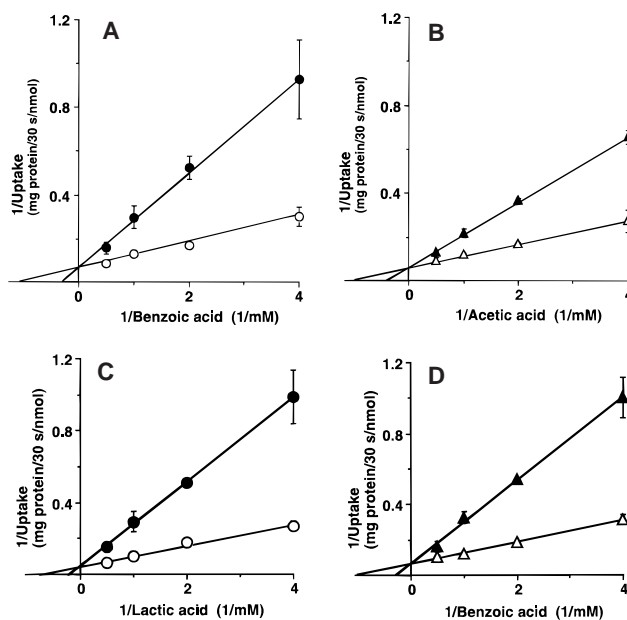 A
1.2
0.8
0.4
1/Uptake
(mg protein/30 s/nmol)
0
2
4
1/Benzoic acid (1/mM)
B
1.2
0.8
0.4
1/Uptake
(mg protein/30 s/nmol)
0
2
4
1/Acetic acid (1/mM)
C
1.2
0.8
0.4
1/Uptake
(mg protein/30 s/nmol)
0
2
4
1/Lactic acid (1/mM)
D
1.2
0.8
0.4
1/Uptake
(mg protein/30 s/nmol)
0
2
4
1/Benzoic acid (1/mM)